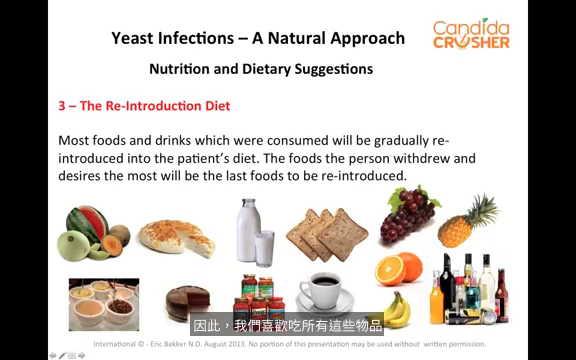 Yeast Infections – A Natural Approach
Candida
CRUSHER
Nutrition and Dietary Suggestions
3 – The Re-Introduction Diet
Most foods and drinks which were consumed will be gradually re-
introduced into the patient's diet. The foods the person withdrew and
desires the most will be the last foods to be re-introduced.
因此，我們喜歡吃所有這些物品
International © - Eric Bakker N.D. August 2013. No portion of this presentation may be used without written permission.